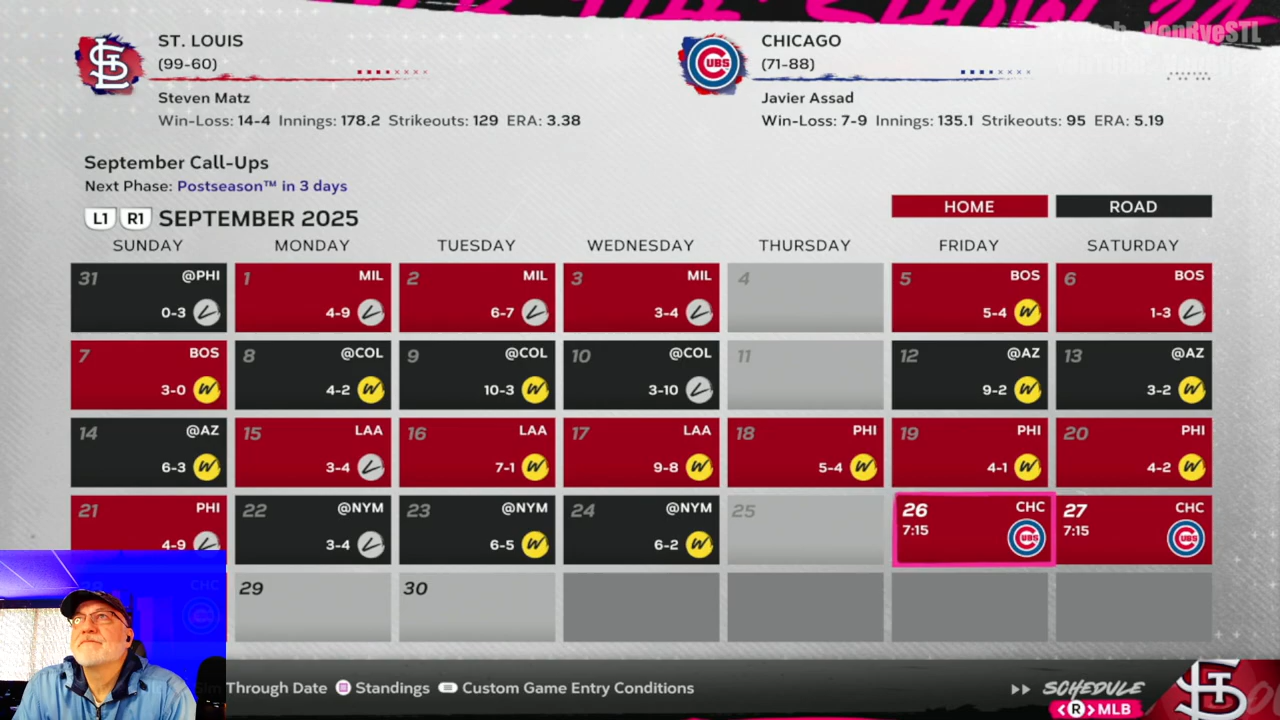 THE SHOW 24
VonRyeSTL
ST. LOUIS
(99-60)
Steven Matz
Win-Loss: 14-4 Innings: 178.2 Strikeouts: 129 ERA: 3.38
CUBS
CHICAGO
(71-88)
Javier Assad
Win-Loss: 7-9 Innings: 135.1 Strikeouts: 95 ERA: 5.19
September Call-Ups
Next Phase: Postseason™ in 3 days
L1 R1 SEPTEMBER 2025
HOME ROAD
SUNDAY MONDAY TUESDAY WEDNESDAY THURSDAY FRIDAY SATURDAY
31 @PHI 1 MIL 2 MIL 3 MIL 4 5 BOS 6 BOS
0-3 L 4-9 L 6-7 L 3-4 L 5-4 W 1-3 L
7 BOS 8 @COL 9 @COL 10 @COL 11 12 @AZ 13 @AZ
3-0 W 4-2 W 10-3 W 3-10 L 9-2 W 3-2 W
14 @AZ 15 LAA 16 LAA 17 LAA 18 PHI 19 PHI 20 PHI
6-3 W 3-4 L 7-1 W 9-8 W 5-4 W 4-1 W 4-2 W
21 PHI 22 @NYM 23 @NYM 24 @NYM 25 26 CHC 27 CHC
4-9 L 3-4 L 6-5 W 6-2 W 7:15 CUBS 7:15 CUBS
28 CHC 29 30
Through Date Standings Custom Game Entry Conditions
SCHEDULE
R MLB